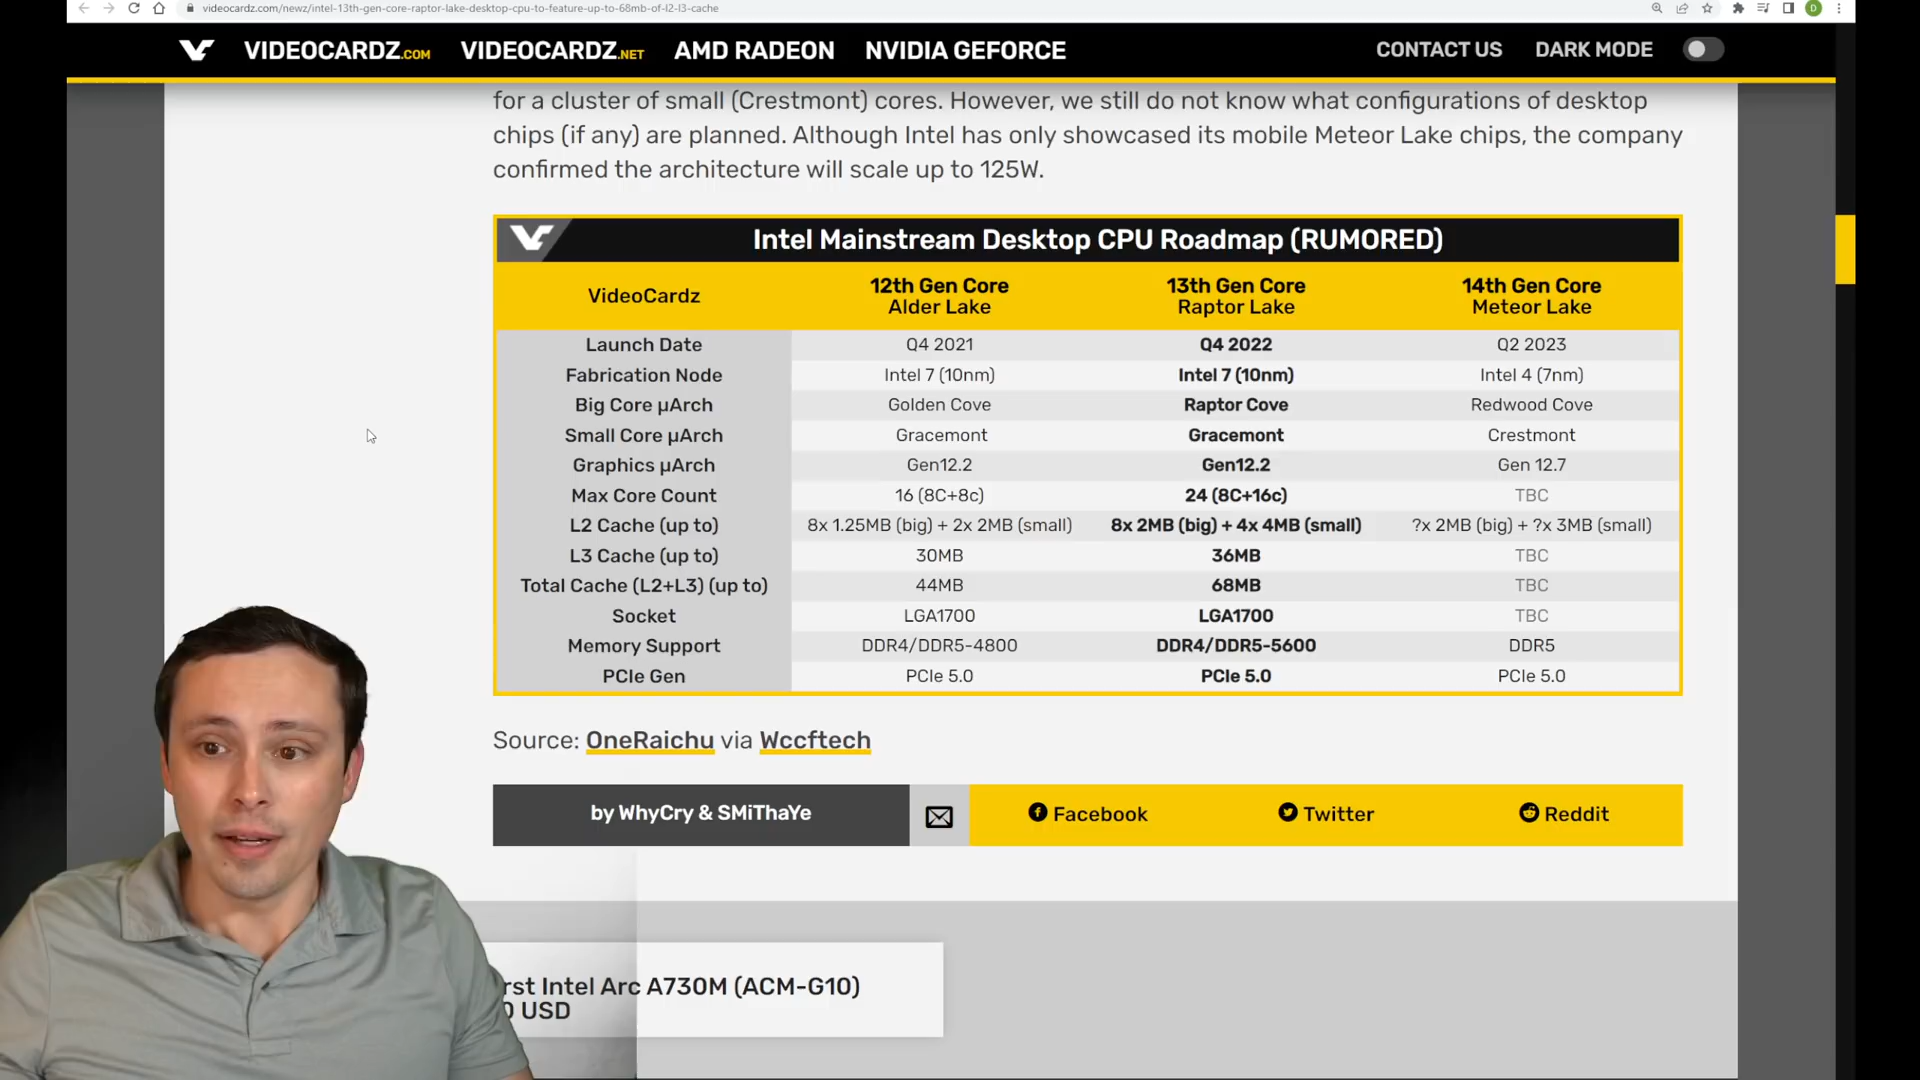 videocardz.com/newz/intel-13th-gen-core-raptor-lake-desktop-cpu-to-feature-up-to-68mb-of-l2-l3-cache
VIDEOCARDZ.COM VIDEOCARDZ.NET AMD RADEON NVIDIA GEFORCE CONTACT US DARK MODE
for a cluster of small (Crestmont) cores. However, we still do not know what configurations of desktop
chips (if any) are planned. Although Intel has only showcased its mobile Meteor Lake chips, the company
confirmed the architecture will scale up to 125W.
Intel Mainstream Desktop CPU Roadmap (RUMORED)
VideoCardz 12th Gen Core Alder Lake 13th Gen Core Raptor Lake 14th Gen Core Meteor Lake
Launch Date Q4 2021 Q4 2022 Q2 2023
Fabrication Node Intel 7 (10nm) Intel 7 (10nm) Intel 4 (7nm)
Big Core µArch Golden Cove Raptor Cove Redwood Cove
Small Core µArch Gracemont Gracemont Crestmont
Graphics µArch Gen12.2 Gen12.2 Gen 12.7
Max Core Count 16 (8C+8c) 24 (8C+16c) TBC
L2 Cache (up to) 8x 1.25MB (big) + 2x 2MB (small) 8x 2MB (big) + 4x 4MB (small) ?x 2MB (big) + ?x 3MB (small)
L3 Cache (up to) 30MB 36MB TBC
Total Cache (L2+L3) (up to) 44MB 68MB TBC
Socket LGA1700 LGA1700 TBC
Memory Support DDR4/DDR5-4800 DDR4/DDR5-5600 DDR5
PCIe Gen PCIe 5.0 PCIe 5.0 PCIe 5.0
Source: OneRaichu via Wccftech
by WhyCry & SMiThaYe Facebook Twitter Reddit
rst Intel Arc A730M (ACM-G10)
USD